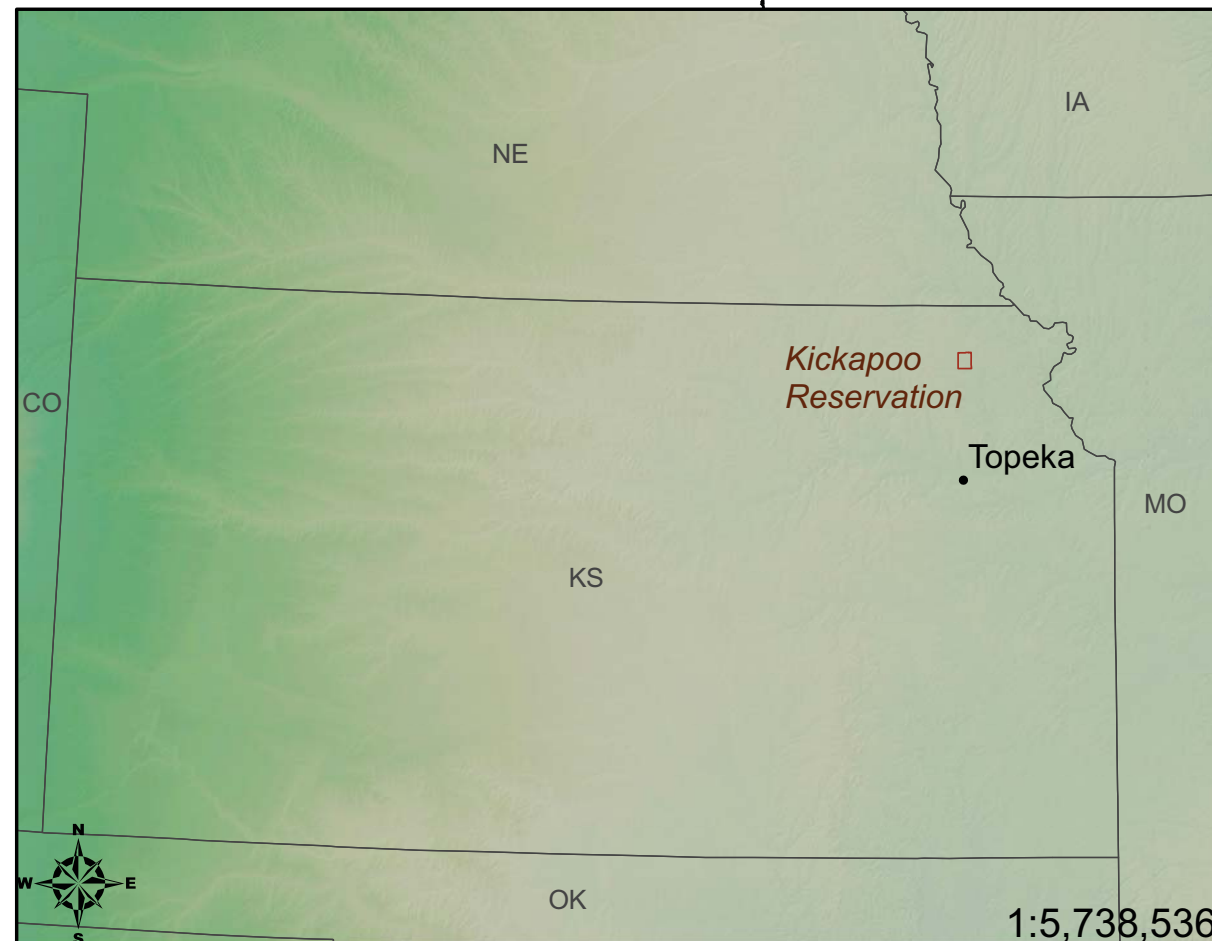 IA
NE
Kickapoo
Reservation
CO
Topeka
MO
KS
N
W
E
S
OK
1:5,738,536